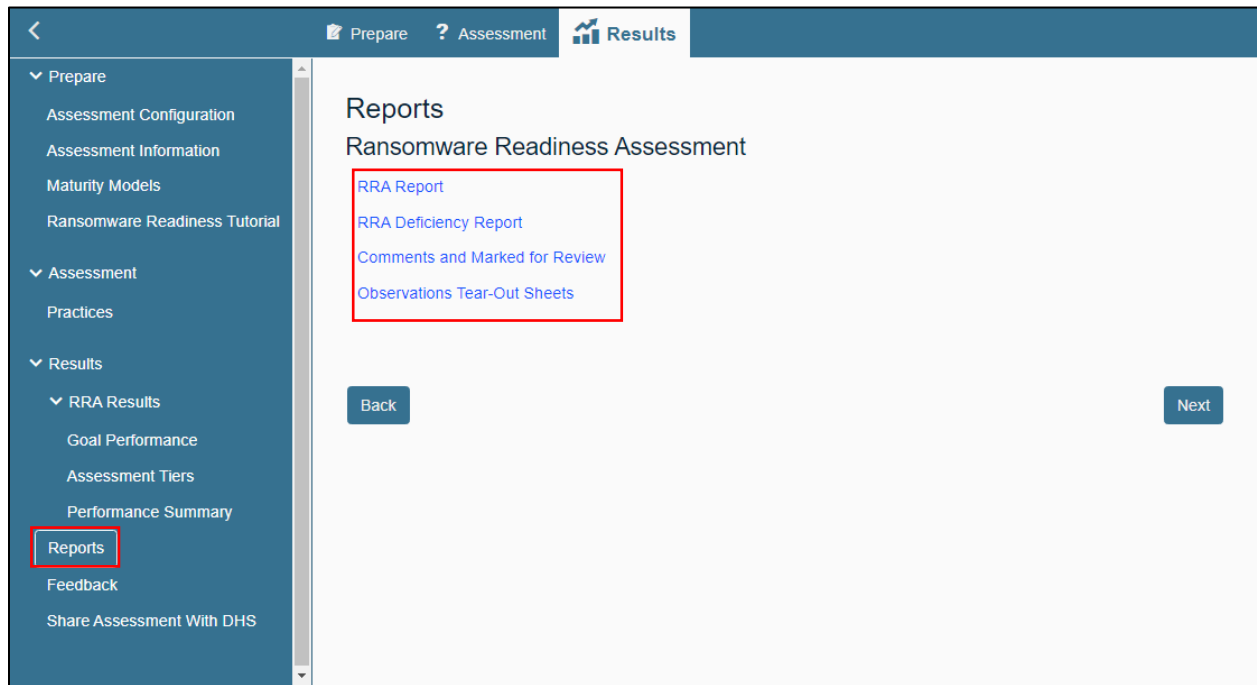 Prepare
? Assessment
Results
Prepare
Assessment Configuration
Assessment Information
Maturity Models
Ransomware Readiness Tutorial
Assessment
Practices
Results
RRA Results
Goal Performance
Assessment Tiers
Performance Summary
Reports
Feedback
Share Assessment With DHS
Reports
Ransomware Readiness Assessment
RRA Report
RRA Deficiency Report
Comments and Marked for Review
Observations Tear-Out Sheets
Back
Next